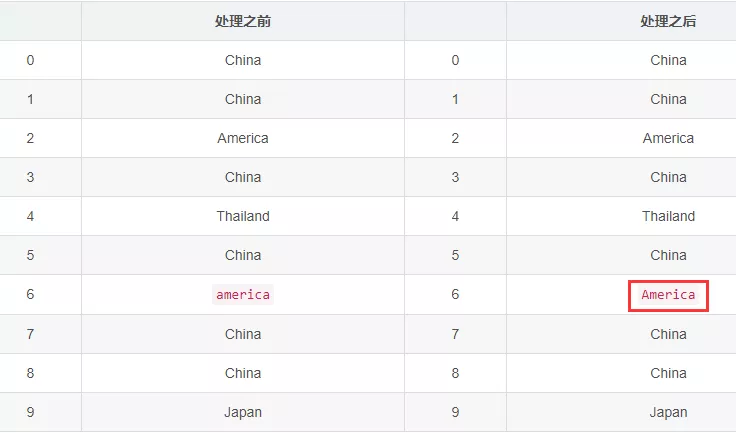 处理之前 处理之后
0 China 0 China
1 China 1 China
2 America 2 America
3 China 3 China
4 Thailand 4 Thailand
5 China 5 China
6 america 6 America
7 China 7 China
8 China 8 China
9 Japan 9 Japan